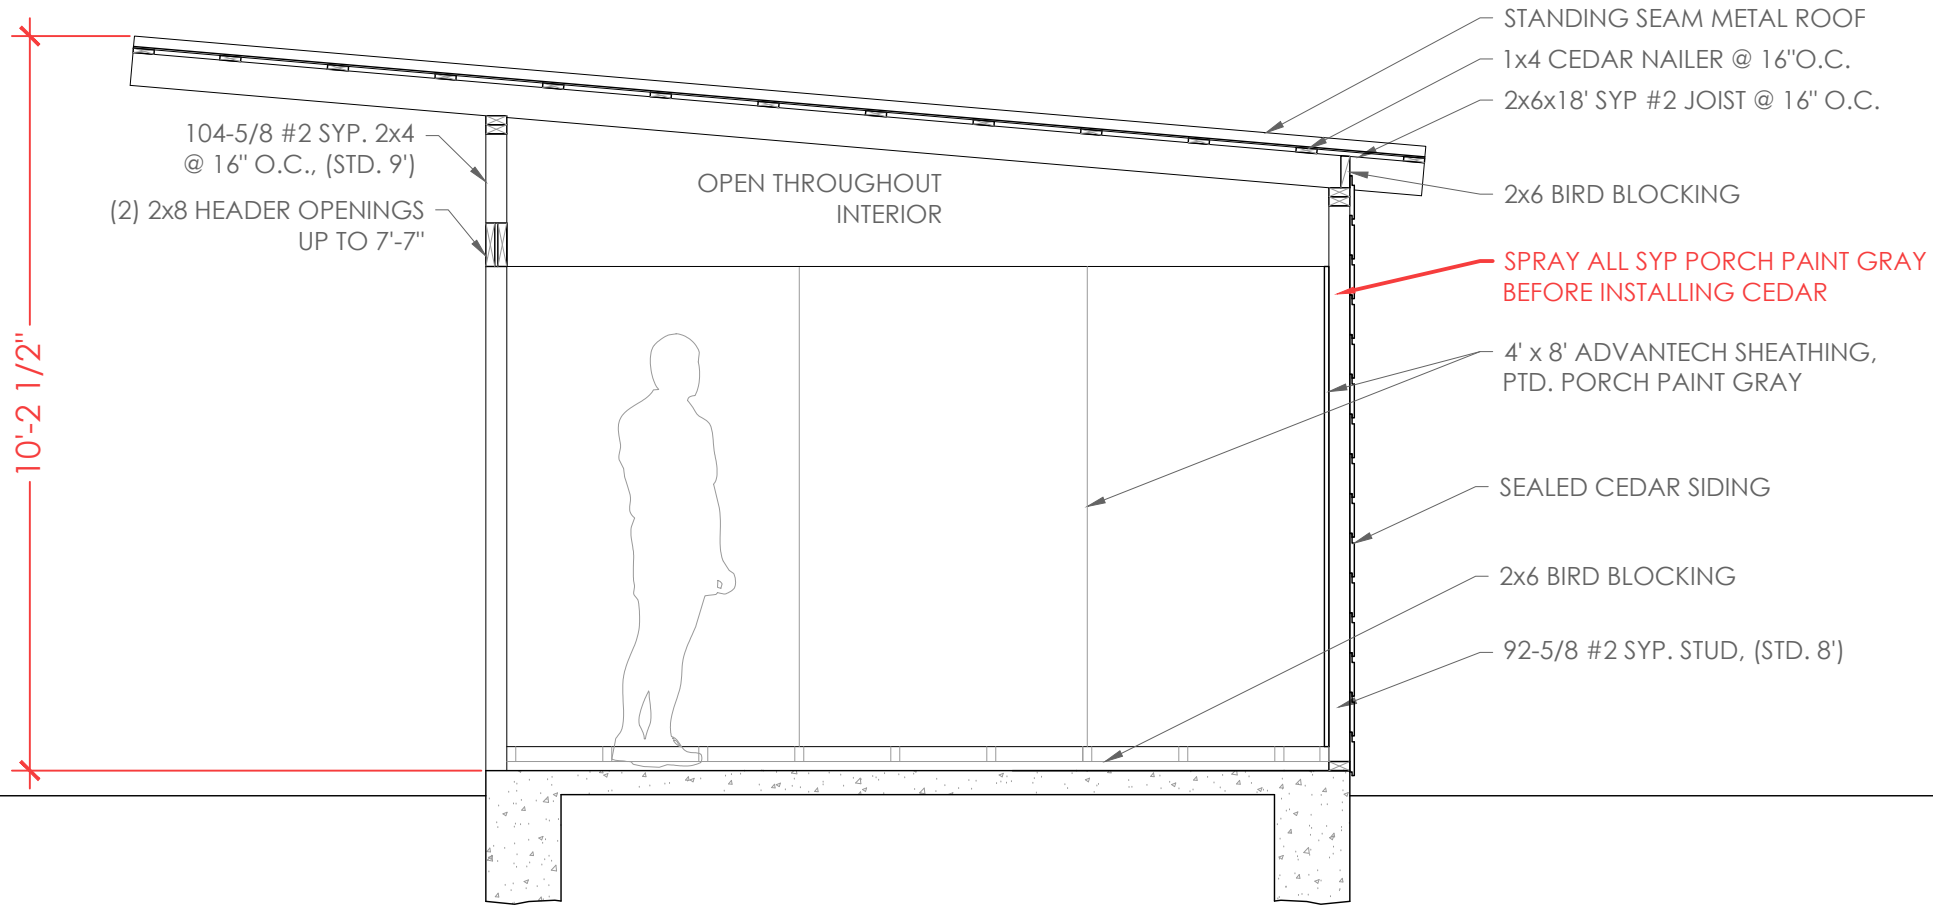 STANDING SEAM METAL ROOF
1x4 CEDAR NAILER @ 16"O.C.
2x6x18' SYP #2 JOIST @ 16" O.C.
104-5/8 #2 SYP. 2x4
@ 16" O.C., (STD. 9')
(2) 2x8 HEADER OPENINGS
UP TO 7'-7"
OPEN THROUGHOUT
INTERIOR
2x6 BIRD BLOCKING
SPRAY ALL SYP PORCH PAINT GRAY
BEFORE INSTALLING CEDAR
10'-2 1/2"
4' x 8' ADVANTECH SHEATHING,
PTD. PORCH PAINT GRAY
SEALED CEDAR SIDING
2x6 BIRD BLOCKING
92-5/8 #2 SYP. STUD, (STD. 8')